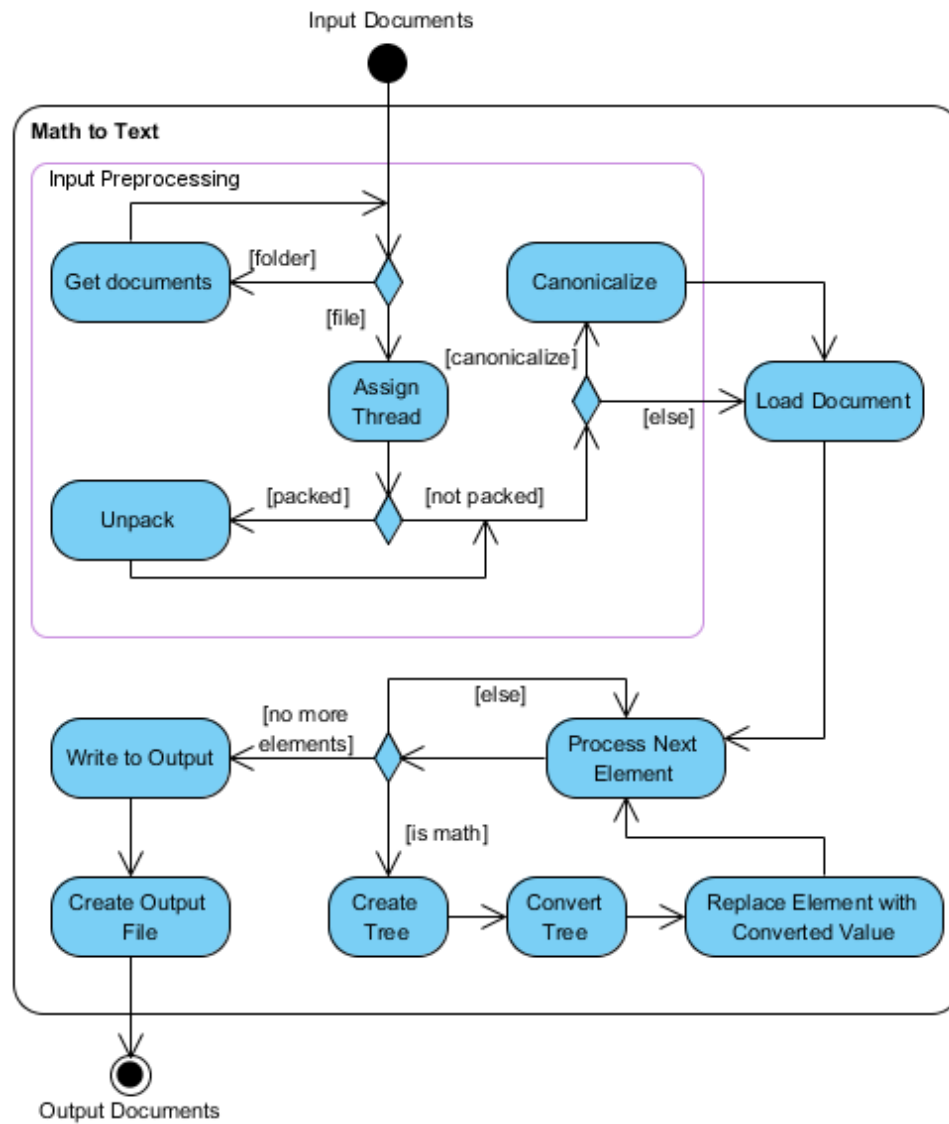 Input Documents
Math to Text
Input Preprocessing
[folder]
Get documents
Canonicalize
[file]
[canonicalize]
Assign
Thread
[else]
Load Document
[packed]
[not packed]
Unpack
[else]
[no more
elements]
Write to Output
Process Next
Element
[is math]
Create Output
File
Create
Tree
Convert
Tree
Replace Element with
Converted Value
Output Documents